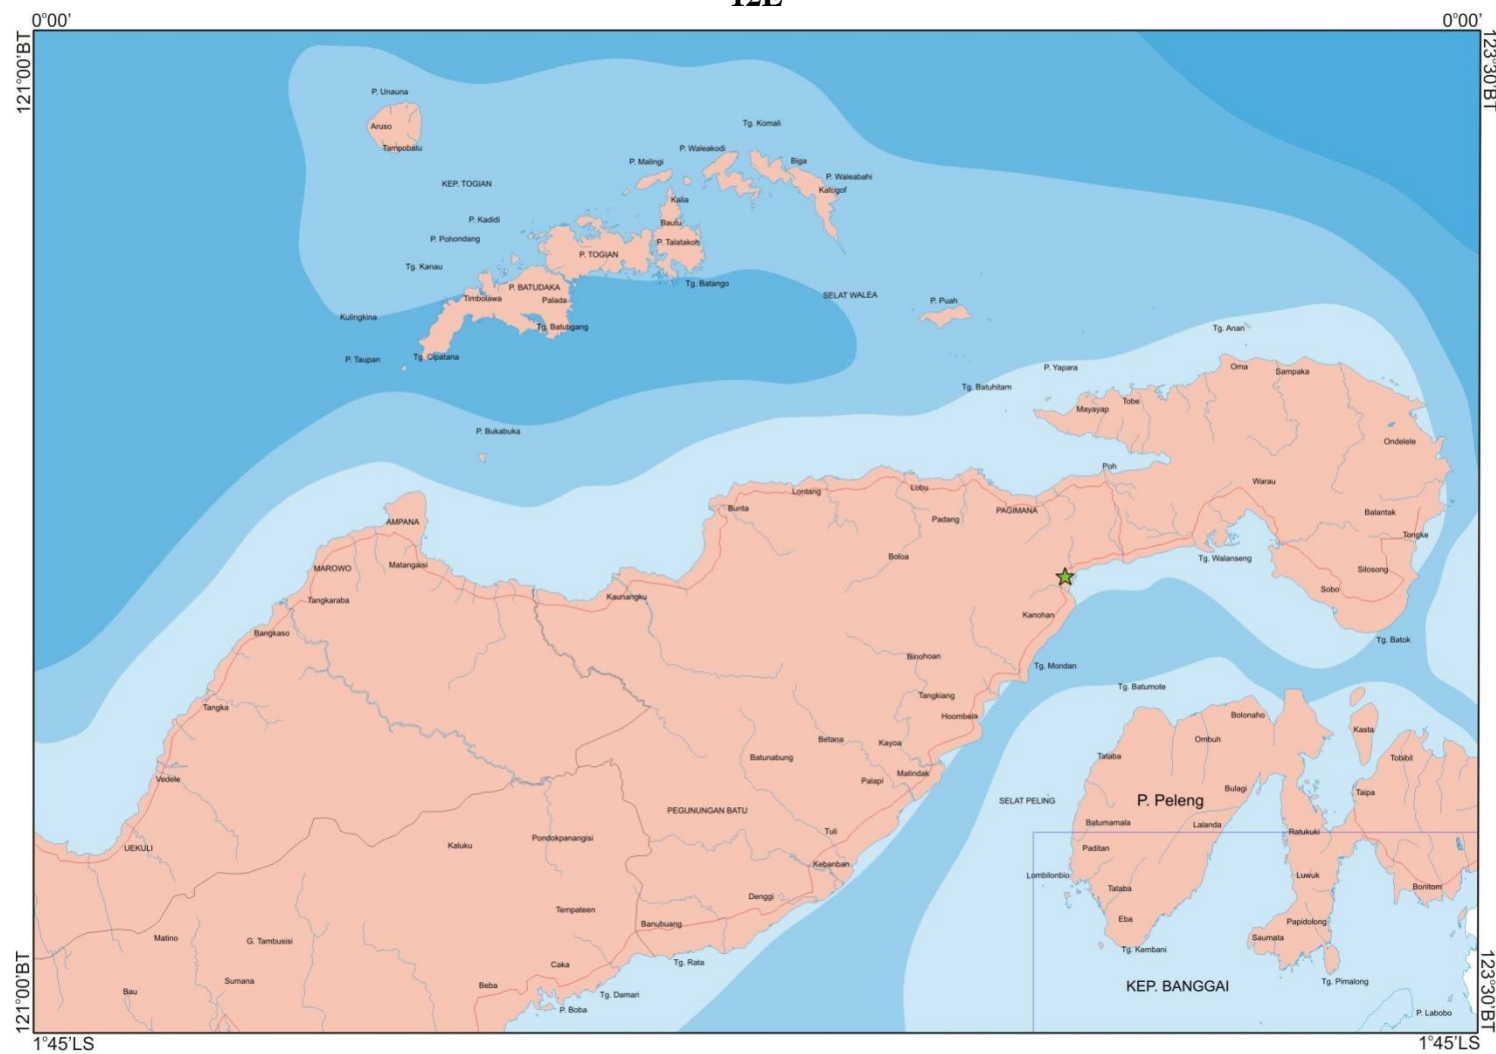 12E
0°00'
0°00'
121°00'BT
123°30'BT
P. Unauna
Aruso
Tampobatu
Tg. Komali
P. Waleakodi
P. Malingi
Biga
P. Waleabahi
Katogof
KEP. TOGIAN
Kalia
P. Kadidi
Bautu
P. Pohondang
P. Talatakoh
P. TOGIAN
Tg. Kanau
Tg. Batango
P. BATUDAKA
Timbolawa
Palada
SELAT WALEA
P. Puah
Kulingkina
Tg. Batutigang
Tg. Anan
P. Taupan
Tg. Cipatana
P. Yapara
Oma
Sampaka
Tg. Batuhitam
Tobe
Mayayap
P. Bukabuka
Ondelele
Poh
Warau
Lontang
Lobu
Bunta
PAGIMANA
Padang
Balantak
AMPANA
Tongke
Boloa
Tg. Walanseng
MAROWO
Matangaisi
Silosong
Sobo
Tangkaraba
Kaunangku
Kanohan
Bangkaso
Tg. Batok
Binohoan
Tg. Mondan
Tg. Batumote
Tangkiang
Tangka
Hoombola
Bolonaho
Kasta
Betana
Kayoa
Ombuh
Batunabung
Tataba
Tobibil
Vedele
Matindak
Palapi
Bulagi
Taipa
SELAT PELING
P. Peleng
PEGUNUNGAN BATU
Batumamala
Lalanda
Tuli
Ratukuki
UEKULI
Kaluku
Pondokpanangisi
Paditan
Kebanban
Lombilonbio
Luwuk
Tataba
Bonitom
Denggi
Tempateen
Eba
Papidolong
Banubuang
Matino
G. Tambusisi
Saumata
Tg. Kembani
Caka
Tg. Rata
Sumana
Beba
KEP. BANGGAI
Tg. Pimalong
Bau
Tg. Damari
P. Boba
P. Labobo
121°00'BT
123°30'BT
1°45'LS
1°45'LS